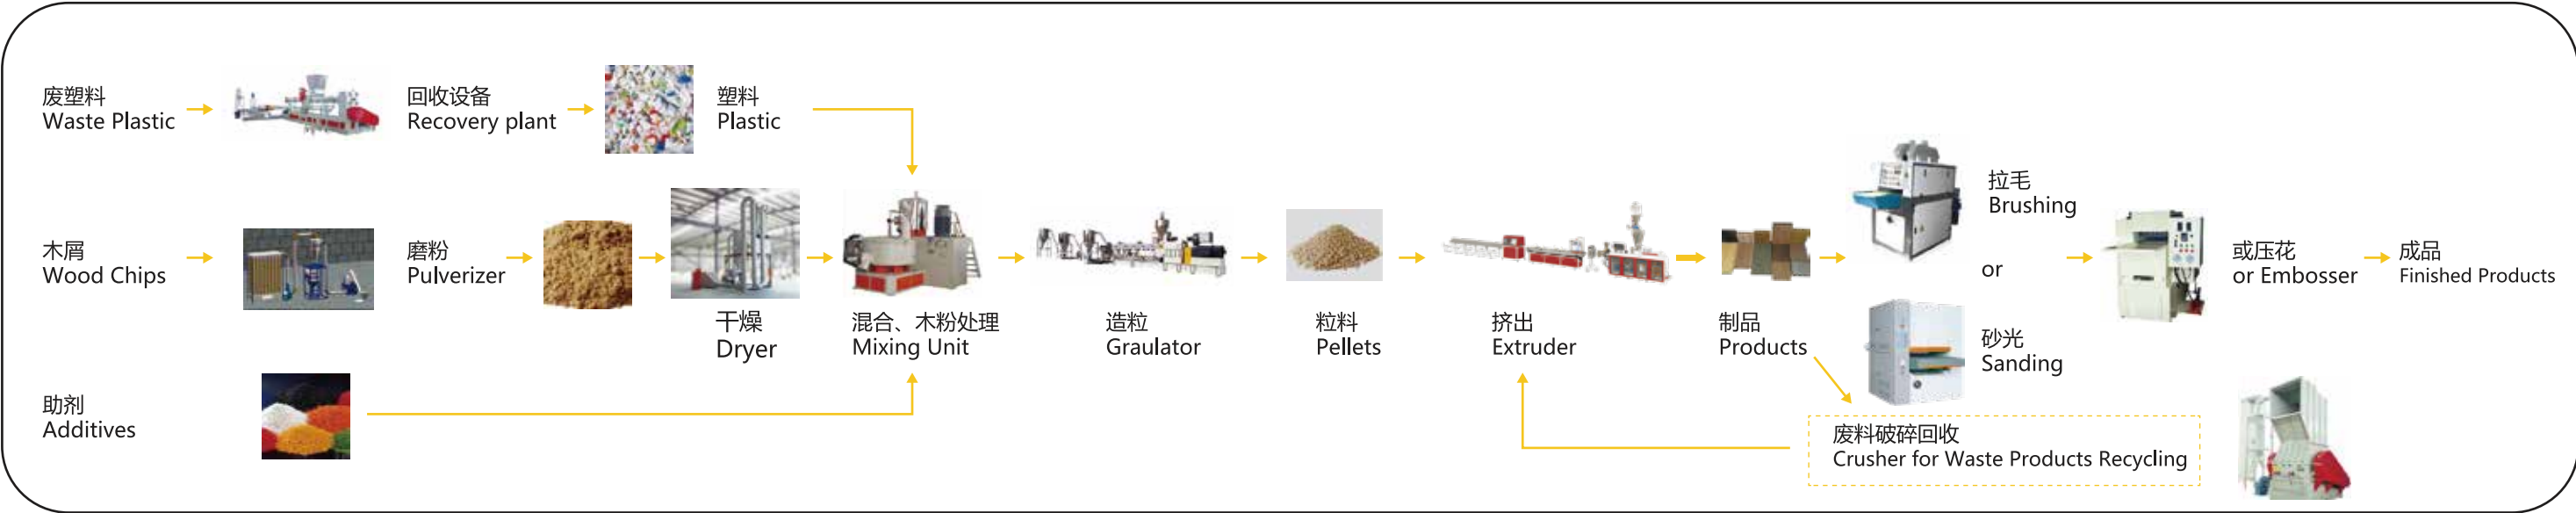 废塑料
Waste Plastic
回收设备
Recovery plant
塑料
Plastic
木屑
Wood Chips
磨粉
Pulverizer
干燥
Dryer
混合、木粉处理
Mixing Unit
造粒
Graulator
粒料
Pellets
挤出
Extruder
制品
Products
拉毛
Brushing
or
砂光
Sanding
或压花
or Embosser
成品
Finished Products
助剂
Additives
废料破碎回收
Crusher for Waste Products Recycling